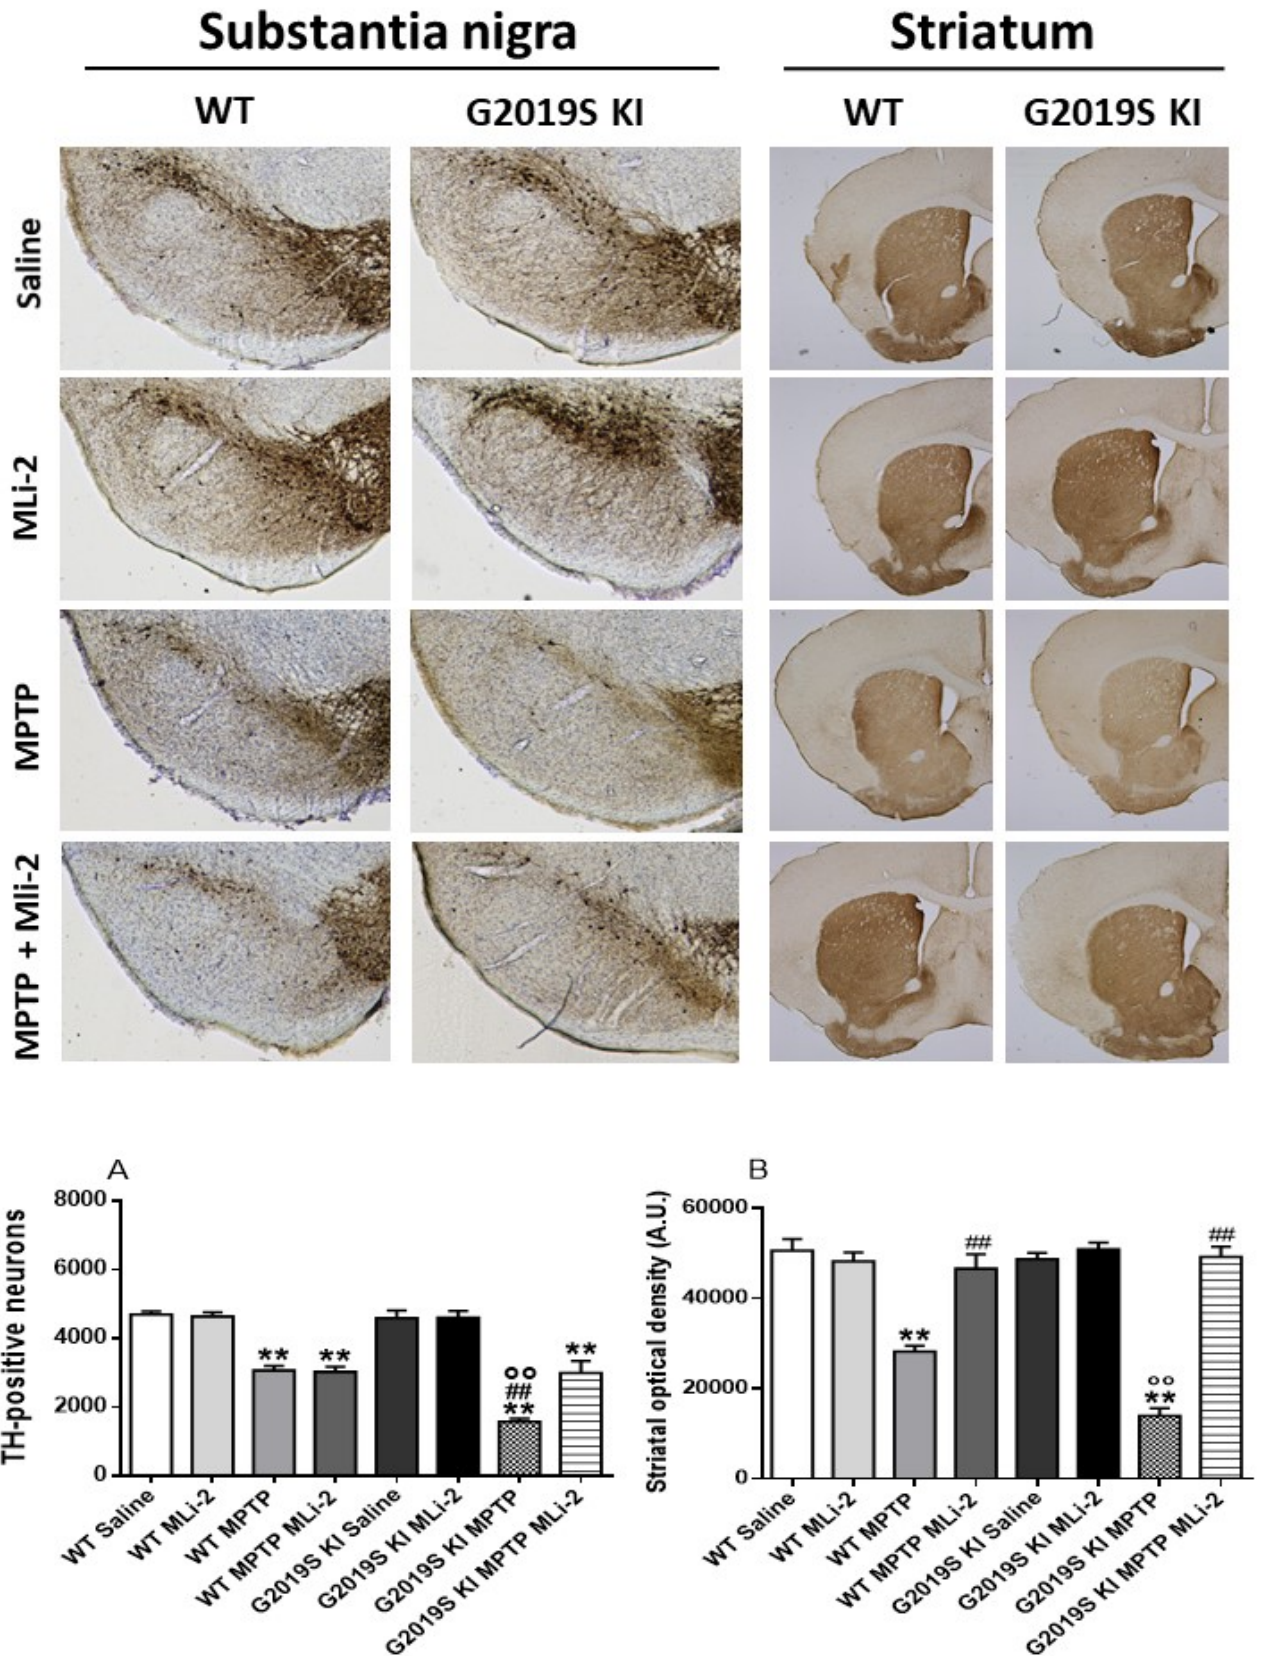 Substantia nigra
Striatum
WT
G2019S KI
WT
G2019S KI
Saline
MLi-2
MPTP
MPTP + Mli-2
A
TH-positive neurons
8000
6000
4000
2000
0
**
**
°°
##
**
**
WT Saline
WT MLi-2
WT MPTP
WT MPTP MLi-2
G2019S KI Saline
G2019S KI MLi-2
G2019S KI MPTP
G2019S KI MPTP MLi-2
B
Striatal optical density (A.U.)
60000
40000
20000
0
**
##
°°
**
##
WT Saline
WT MLi-2
WT MPTP
WT MPTP MLi-2
G2019S KI Saline
G2019S KI MLi-2
G2019S KI MPTP
G2019S KI MPTP MLi-2